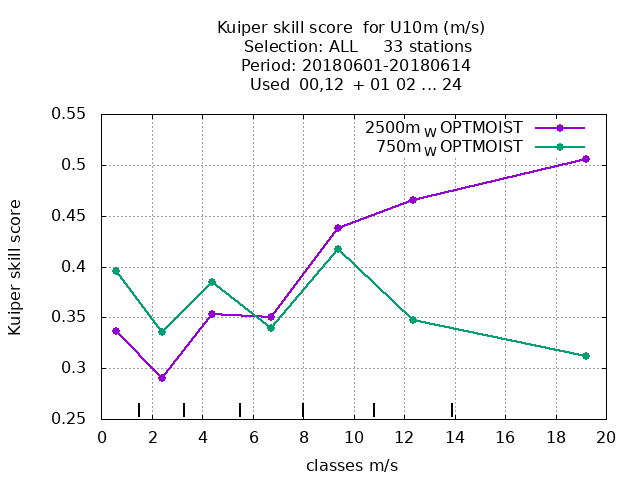 Kuiper skill score  for U10m (m/s)
Selection: ALL     33 stations
Period: 20180601-20180614
Used  00,12  + 01 02 ... 24
2500m W OPTMOIST
750m W OPTMOIST
0.55
0.5
0.45
0.4
0.35
0.3
0.25
Kuiper skill score
0 2 4 6 8 10 12 14 16 18 20
classes m/s